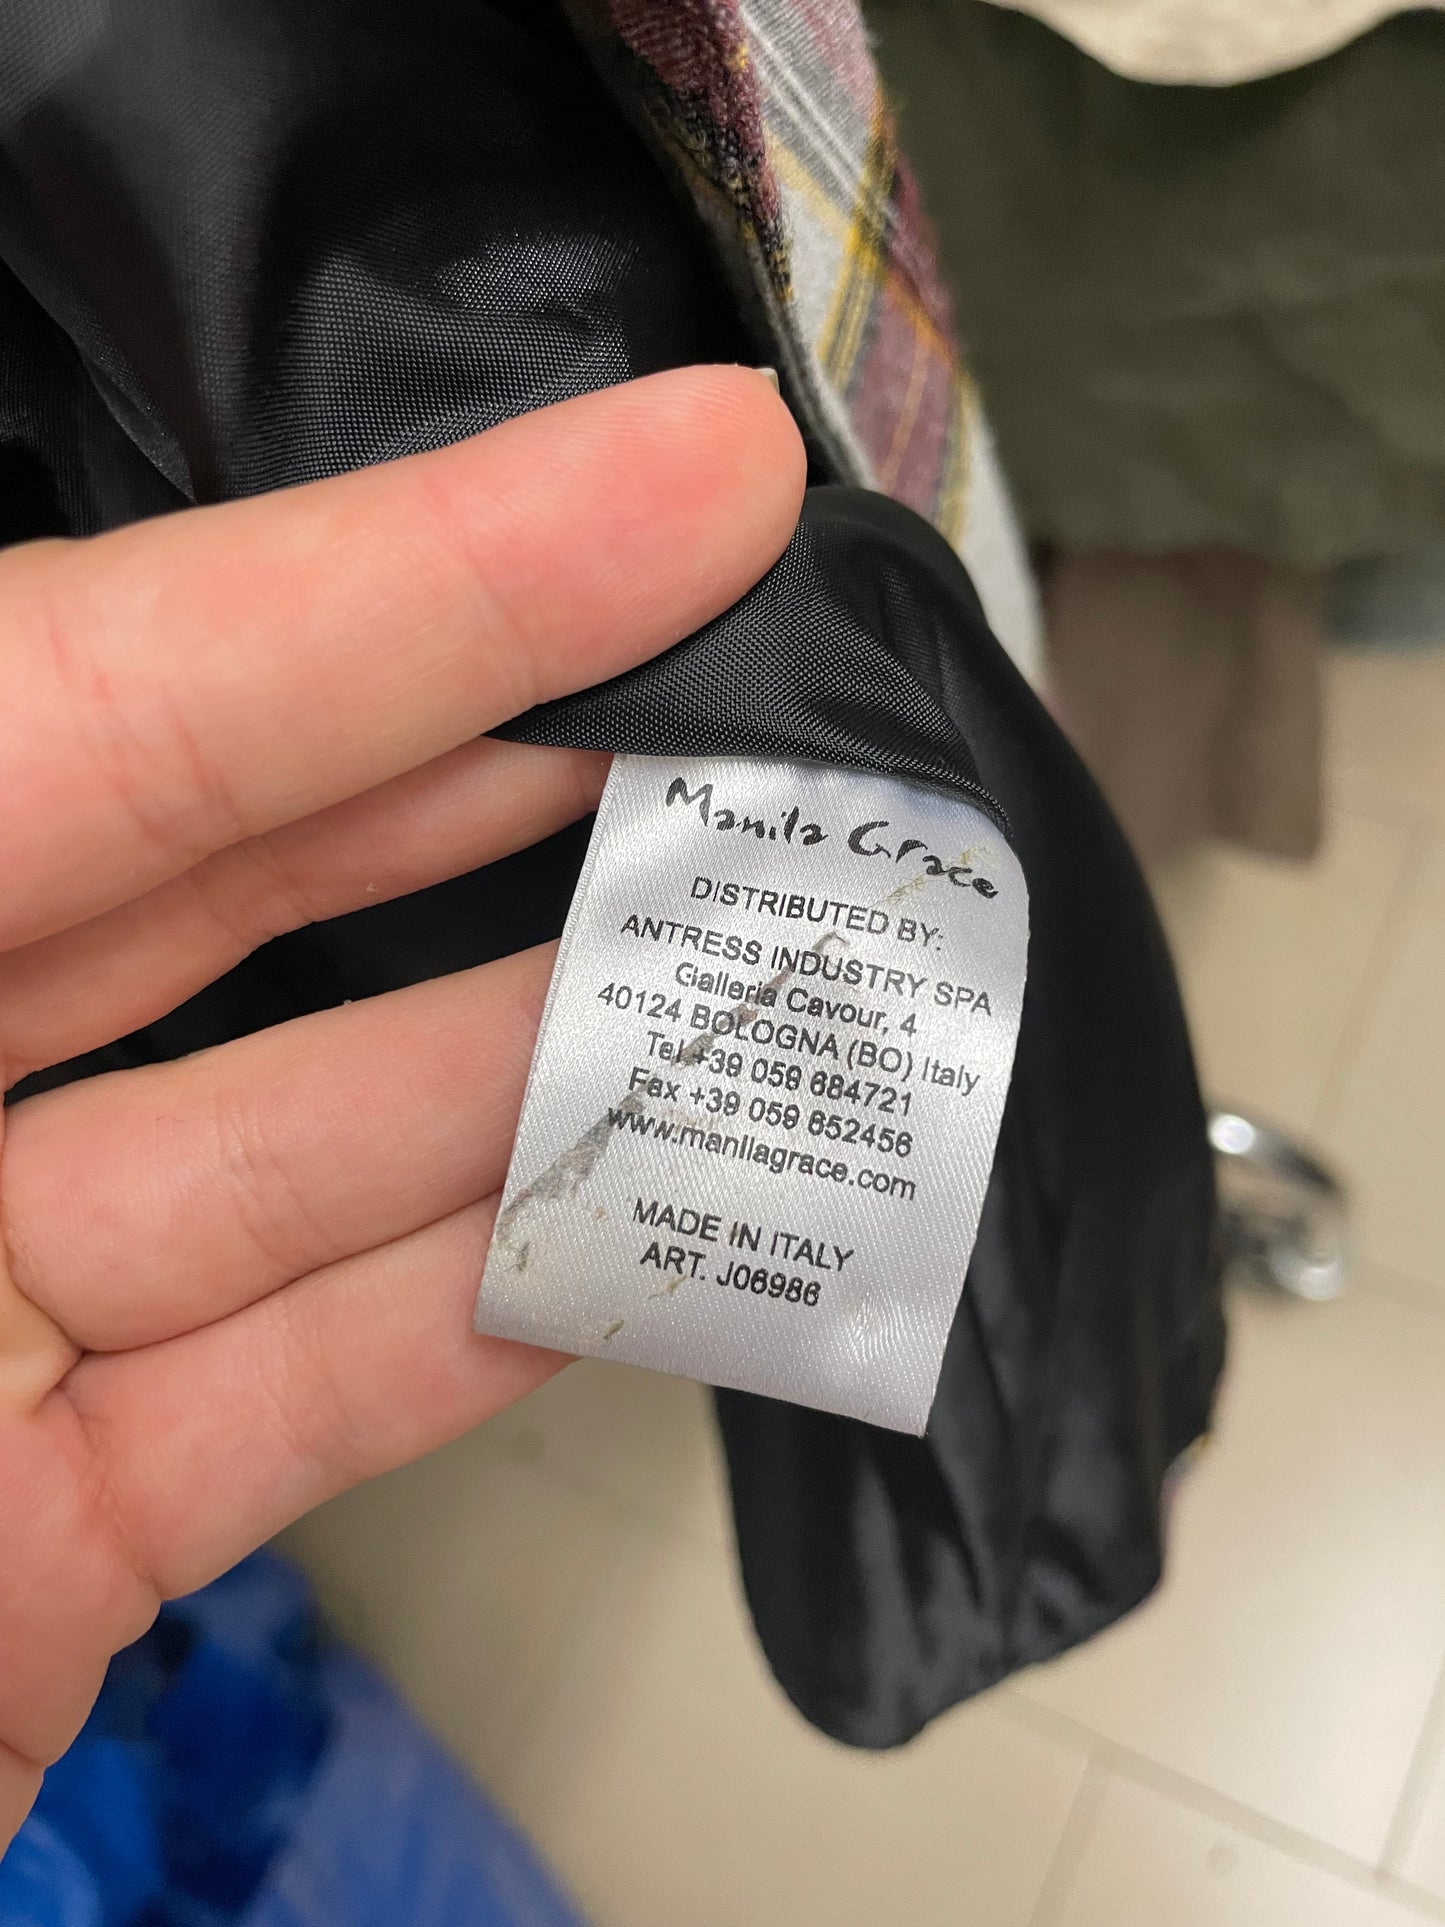 Manila Grace
DISTRIBUTED BY:
ANTRESS INDUSTRY SPA
Galleria Cavour, 4
40124 BOLOGNA (BO) Italy
Tel +39 059 684721
Fax +39 059 652456
www.manilagrace.com
MADE IN ITALY
ART. J06986